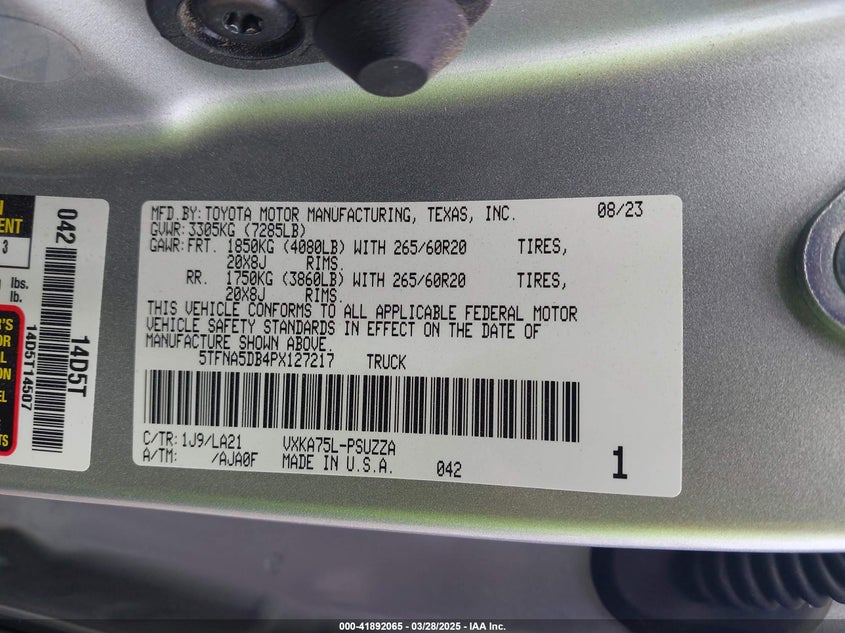 MFD.BY:TOYOTA MOTOR MANUFACTURING, TEXAS, INC. 08/23
GVWR:3305KG (7285LB)
GAWR:FRT. 1850KG (4080LB) WITH 265/60R20 TIRES,
20X8J RIMS.
RR. 1750KG (3860LB) WITH 265/60R20 TIRES,
20X8J RIMS.
THIS VEHICLE CONFORMS TO ALL APPLICABLE FEDERAL MOTOR
VEHICLE SAFETY STANDARDS IN EFFECT ON THE DATE OF
MANUFACTURE SHOWN ABOVE.
5TFNA5DB4PX127217 TRUCK
C/TR:1J9/LA21 VXKA75L-PSUZZA
A/TM: /AJA0F MADE IN U.S.A. 042 1
042
14D5T
14D5T14507
3
lbs.
lb.
000-41892065 | 03/28/2025 - IAA Inc.